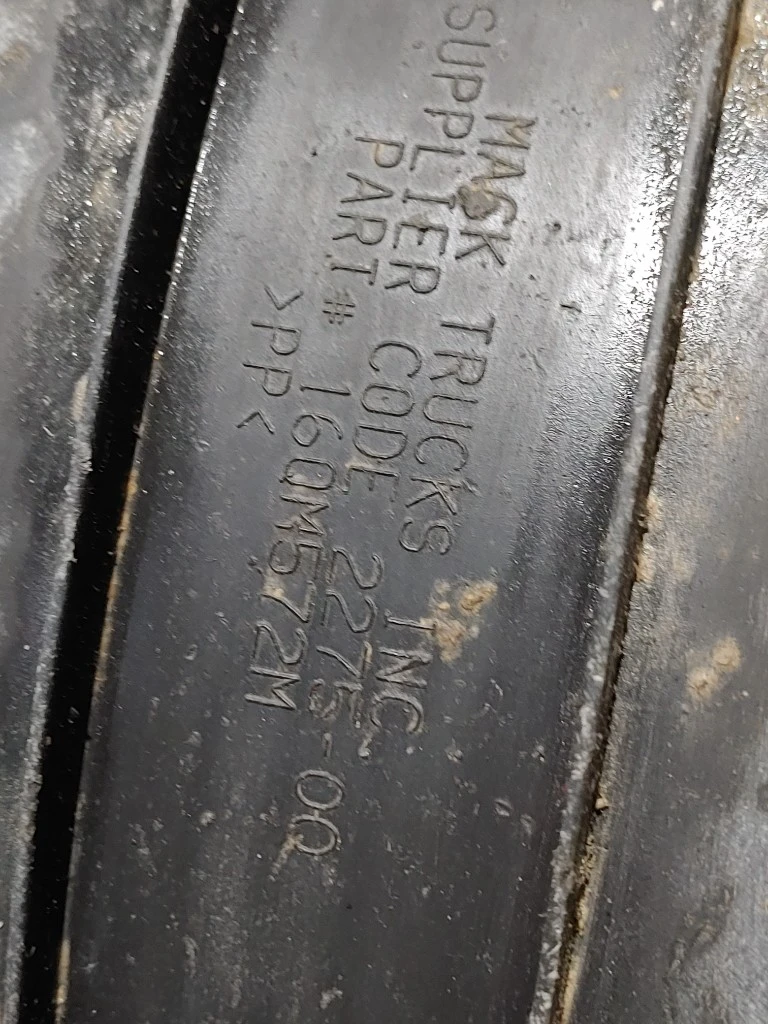 MACK TRUCKS INC
SUPPLIER CODE 2275-00
PART# 16QM572M
>PP<